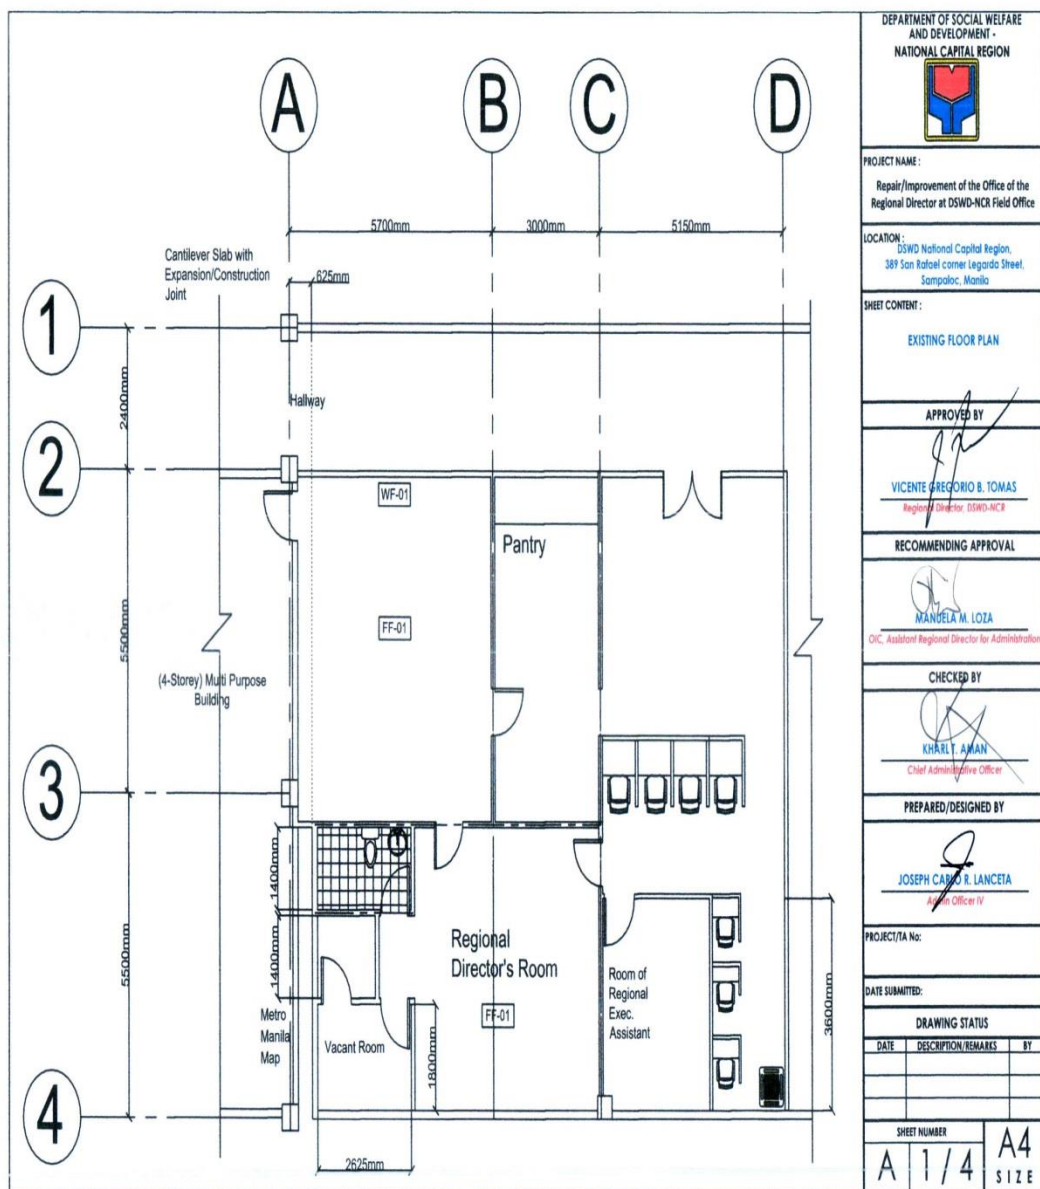 A
B
C
D
5700mm
3000mm
5150mm
Cantilever Slab with
Expansion/Construction
Joint
625mm
1
2400mm
Hallway
2
WF-01
Pantry
5500mm
FF-01
(4-Storey) Multi Purpose
Building
3
1400mm
1400mm
5500mm
Regional
Director's Room
FF-01
Room of
Regional
Exec.
Assistant
3600mm
Metro
Manila
Map
Vacant Room
1800mm
4
2625mm
DEPARTMENT OF SOCIAL WELFARE
AND DEVELOPMENT -
NATIONAL CAPITAL REGION
PROJECT NAME :
Repair/Improvement of the Office of the
Regional Director at DSWD-NCR Field Office
LOCATION :
DSWD National Capital Region,
389 San Rafael corner Legarda Street,
Sampaloc, Manila
SHEET CONTENT :
EXISTING FLOOR PLAN
APPROVED BY
VICENTE GREGORIO B. TOMAS
Regional Director, DSWD-NCR
RECOMMENDING APPROVAL
MANUELA M. LOZA
OIC, Assistant Regional Director for Administration
CHECKED BY
KHARL T. AMAN
Chief Administrative Officer
PREPARED/DESIGNED BY
JOSEPH CARLO R. LANCETA
Admin Officer IV
PROJECT/TA No:
DATE SUBMITTED:
DRAWING STATUS
DATE DESCRIPTION/REMARKS BY
SHEET NUMBER
A 1 / 4
A4
SIZE